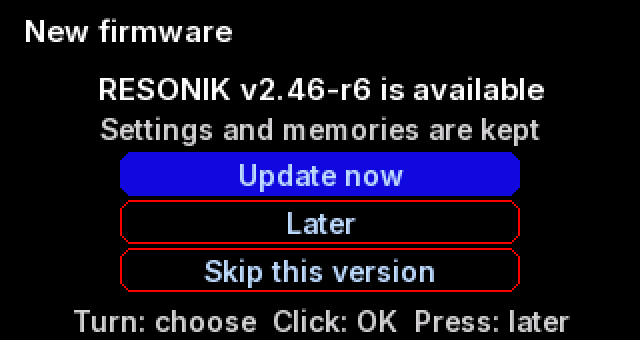 New firmware
RESONIK v2.46-r6 is available
Settings and memories are kept
Update now
Later
Skip this version
Turn: choose  Click: OK  Press: later